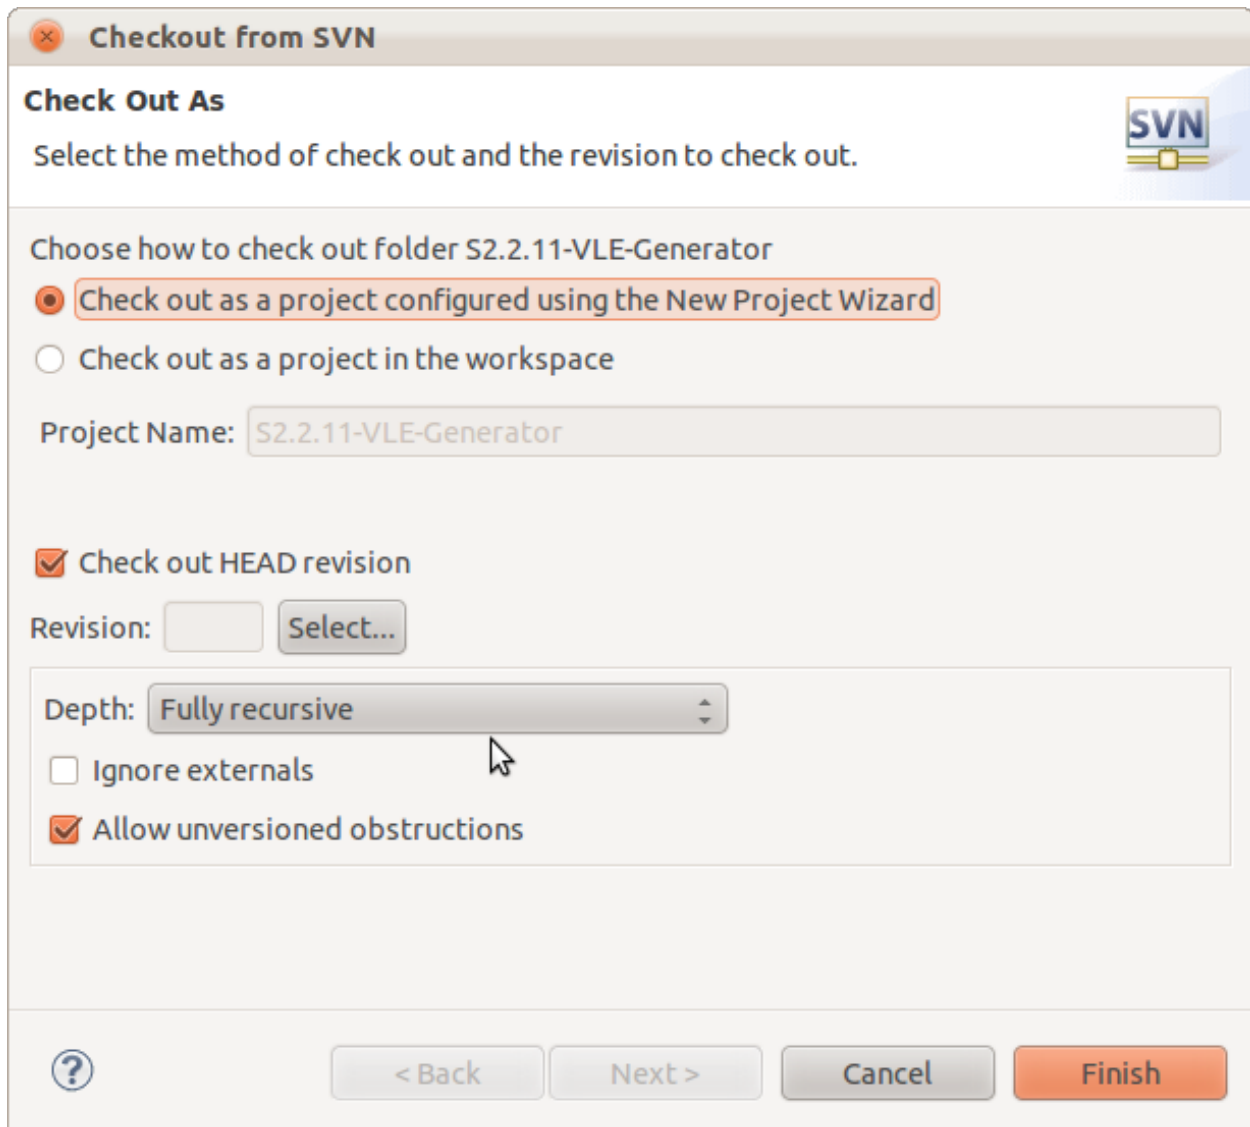 Checkout from SVN
Check Out As
Select the method of check out and the revision to check out.
SVN
Choose how to check out folder S2.2.11-VLE-Generator
Check out as a project configured using the New Project Wizard
Check out as a project in the workspace
Project Name: S2.2.11-VLE-Generator
Check out HEAD revision
Revision: Select...
Depth: Fully recursive
Ignore externals
Allow unversioned obstructions
? < Back Next > Cancel Finish